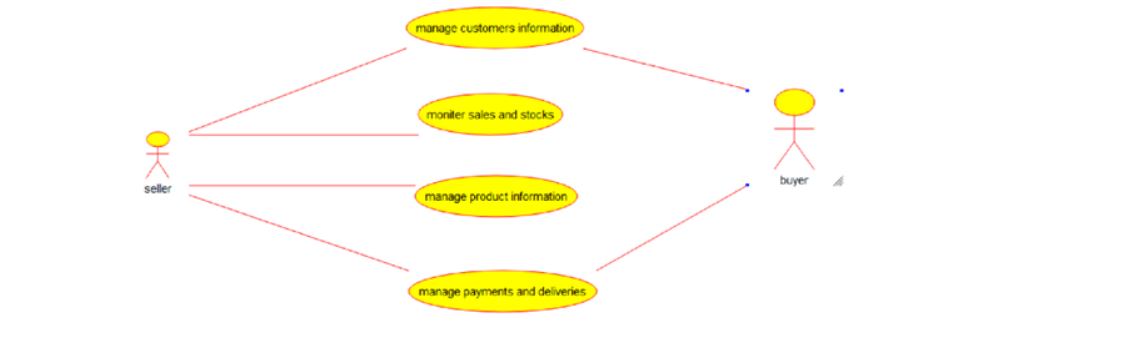 manage customers information
moniter sales and stocks
seller
buyer
manage product information
manage payments and deliveries